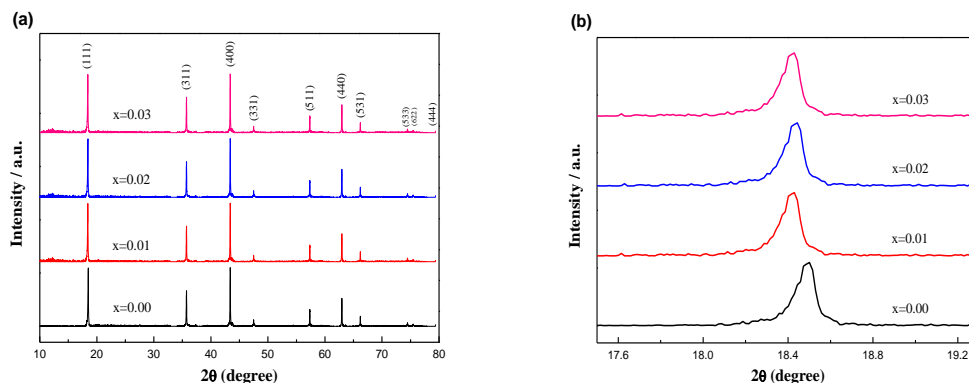 (a)
Intensity / a.u.
(111)
(311)
(400)
(331)
(511)
(440)
(531)
(533)
(622)
(444)
x=0.03
x=0.02
x=0.01
x=0.00
10 20 30 40 50 60 70 80
2θ (degree)
(b)
Intensity / a.u.
x=0.03
x=0.02
x=0.01
x=0.00
17.6 18.0 18.4 18.8 19.2
2θ (degree)